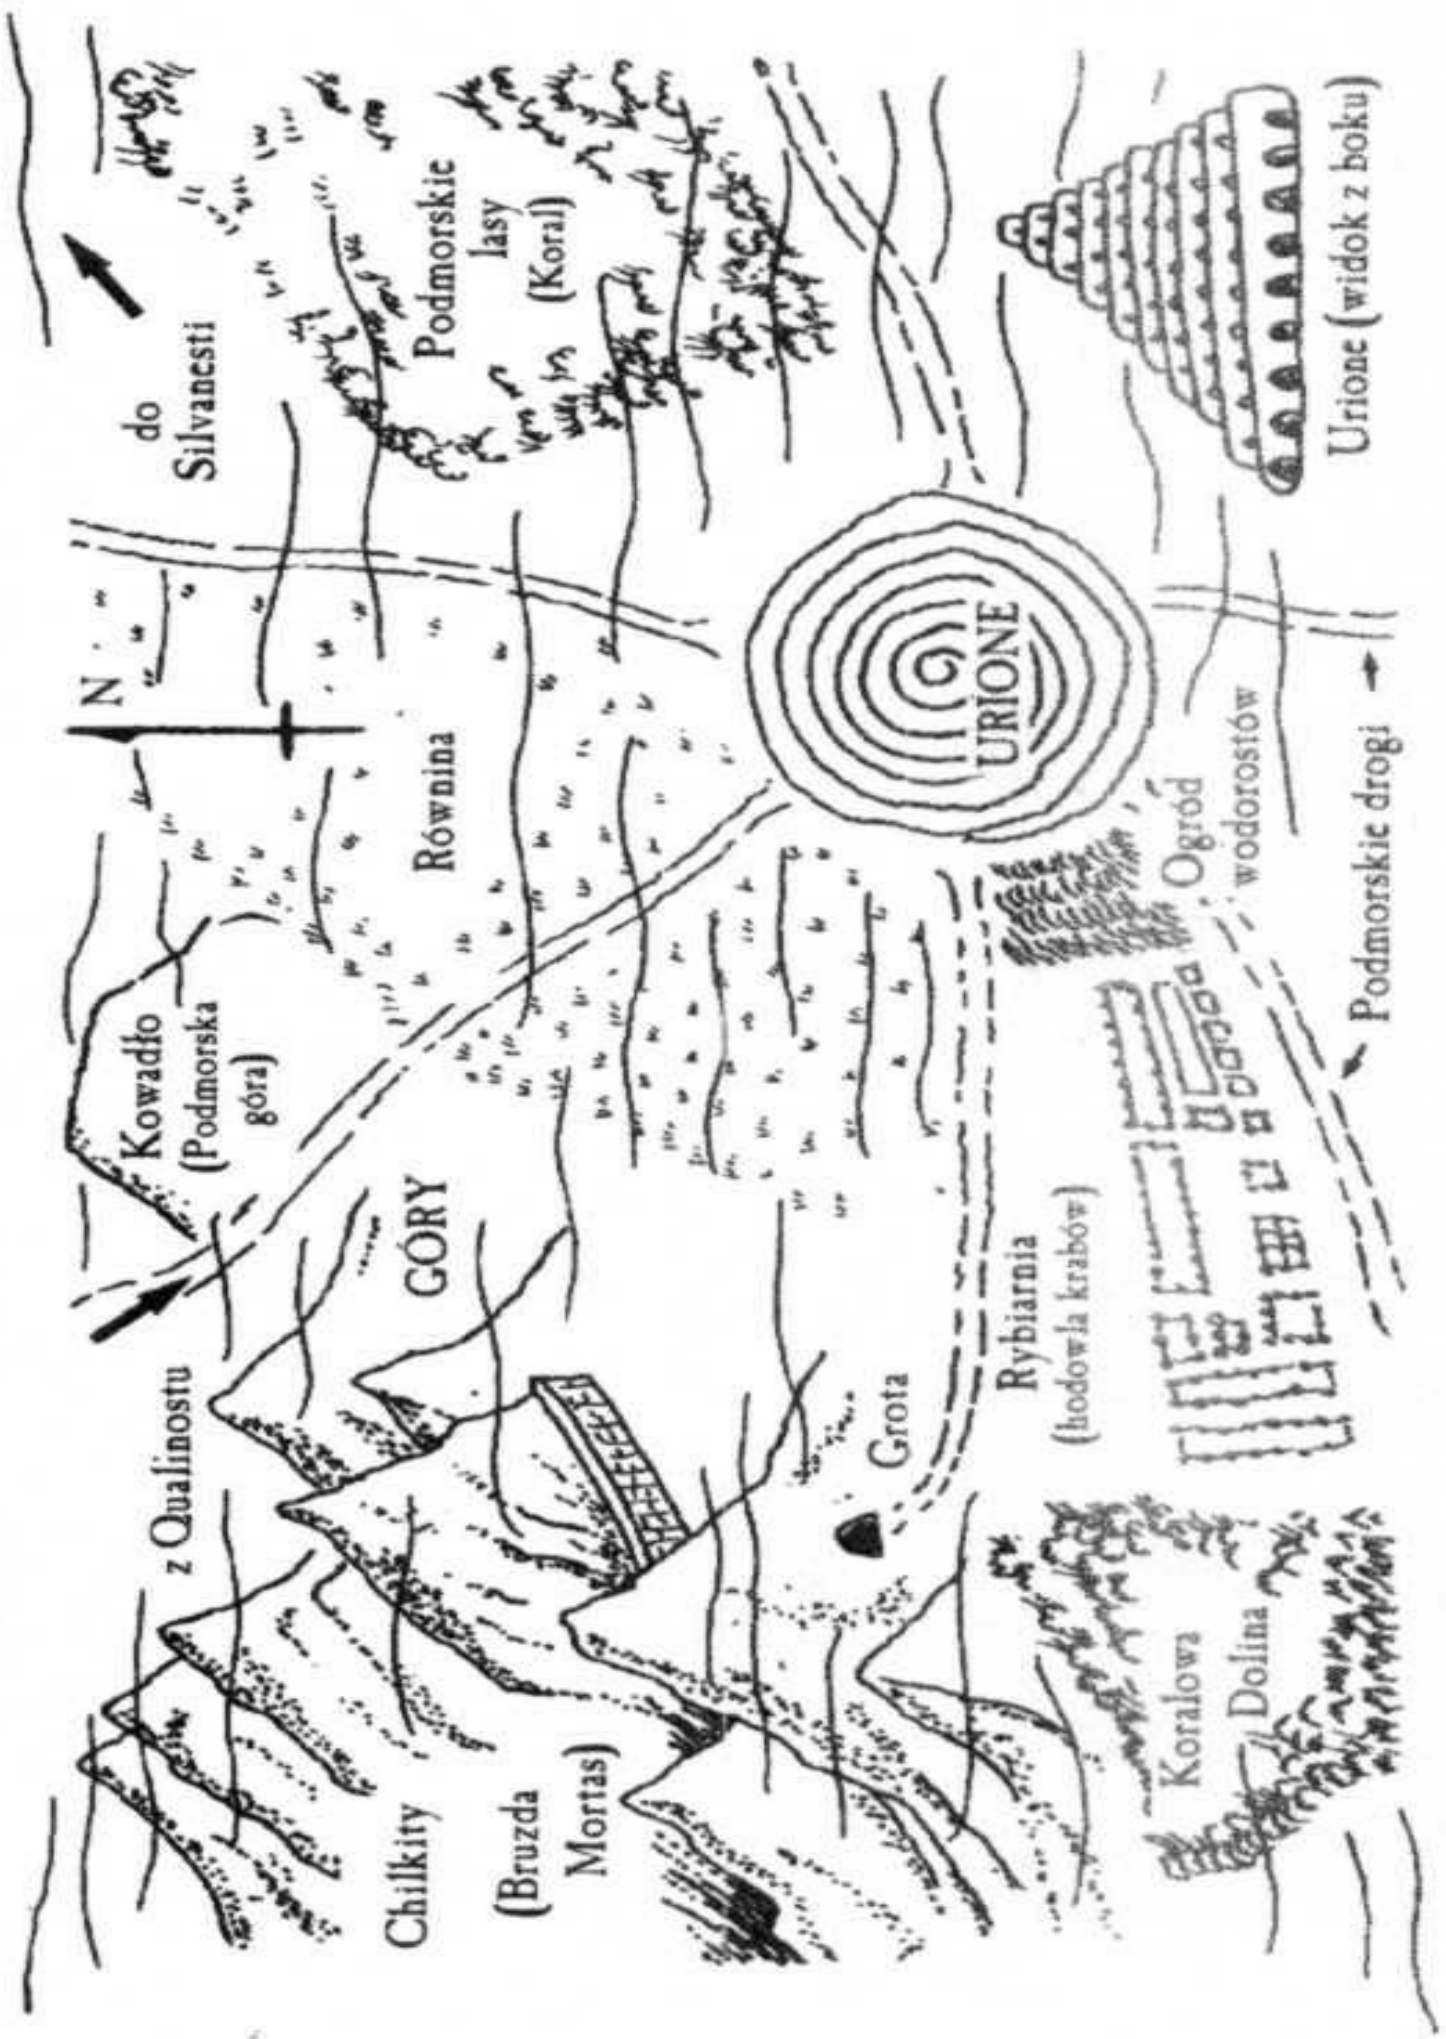 z Qualinostu
Kowadło
(Podmorska
góra)
N
do
Silvanesti
Chilkity
(Bruzda
Mortas)
GÓRY
Równina
Podmorskie
lasy
(Koral)
Grota
URIONE
Rybiarnia
(hodowla krabów)
Koralowa
Dolina
Ogród
wodorostów
Podmorskie drogi
Urione (widok z boku)